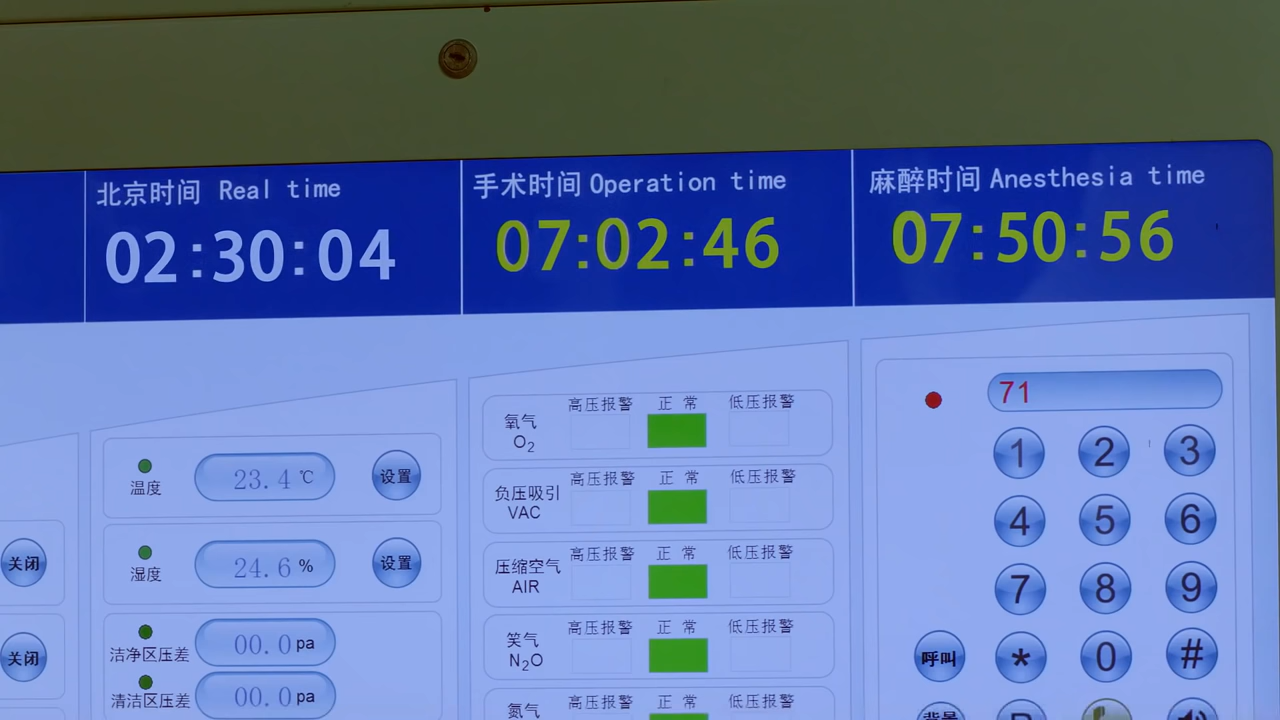 北京时间 Real time
02:30:04
手术时间 Operation time
07:02:46
麻醉时间 Anesthesia time
07:50:56
关闭
关闭
温度
23.4 ℃
设置
湿度
24.6 %
设置
洁净区压差
00.0 pa
清洁区压差
00.0 pa
氧气
O2
高压报警 正常 低压报警
负压吸引
VAC
高压报警 正常 低压报警
压缩空气
AIR
高压报警 正常 低压报警
笑气
N2O
高压报警 正常 低压报警
氮气
高压报警 正常 低压报警
71
1 2 3
4 5 6
7 8 9
呼叫 * 0 #